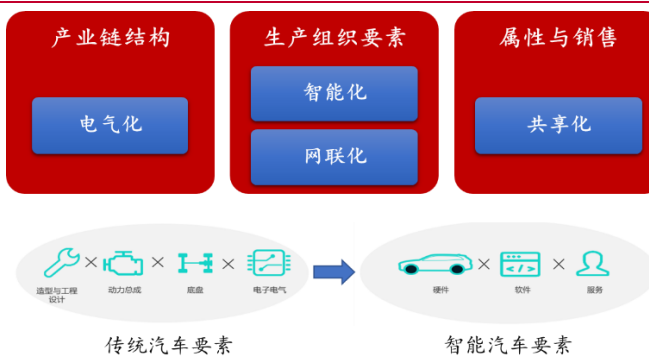 产业链结构
生产组织要素
属性与销售
电气化
智能化
网联化
共享化
造型与工程
设计
动力总成
底盘
电子电气
硬件
软件
服务
传统汽车要素
智能汽车要素